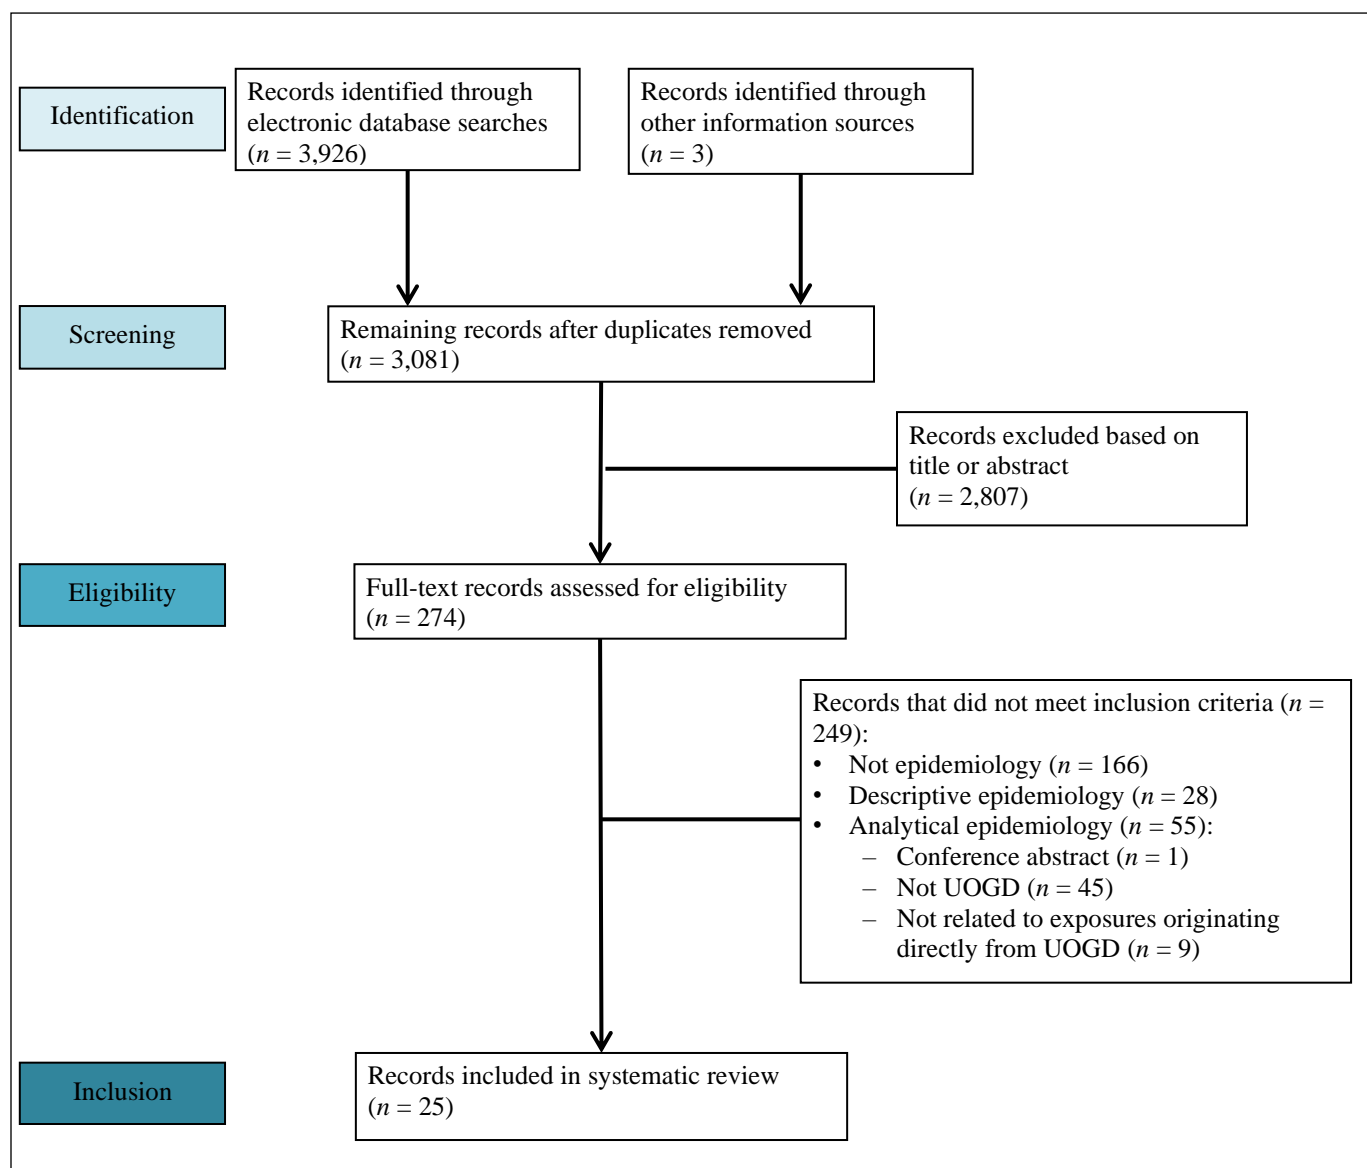 Identification
Records identified through
electronic database searches
(n = 3,926)
Records identified through
other information sources
(n = 3)
Screening
Remaining records after duplicates removed
(n = 3,081)
Records excluded based on
title or abstract
(n = 2,807)
Eligibility
Full-text records assessed for eligibility
(n = 274)
Records that did not meet inclusion criteria (n =
249):
• Not epidemiology (n = 166)
• Descriptive epidemiology (n = 28)
• Analytical epidemiology (n = 55):
– Conference abstract (n = 1)
– Not UOGD (n = 45)
– Not related to exposures originating
directly from UOGD (n = 9)
Inclusion
Records included in systematic review
(n = 25)